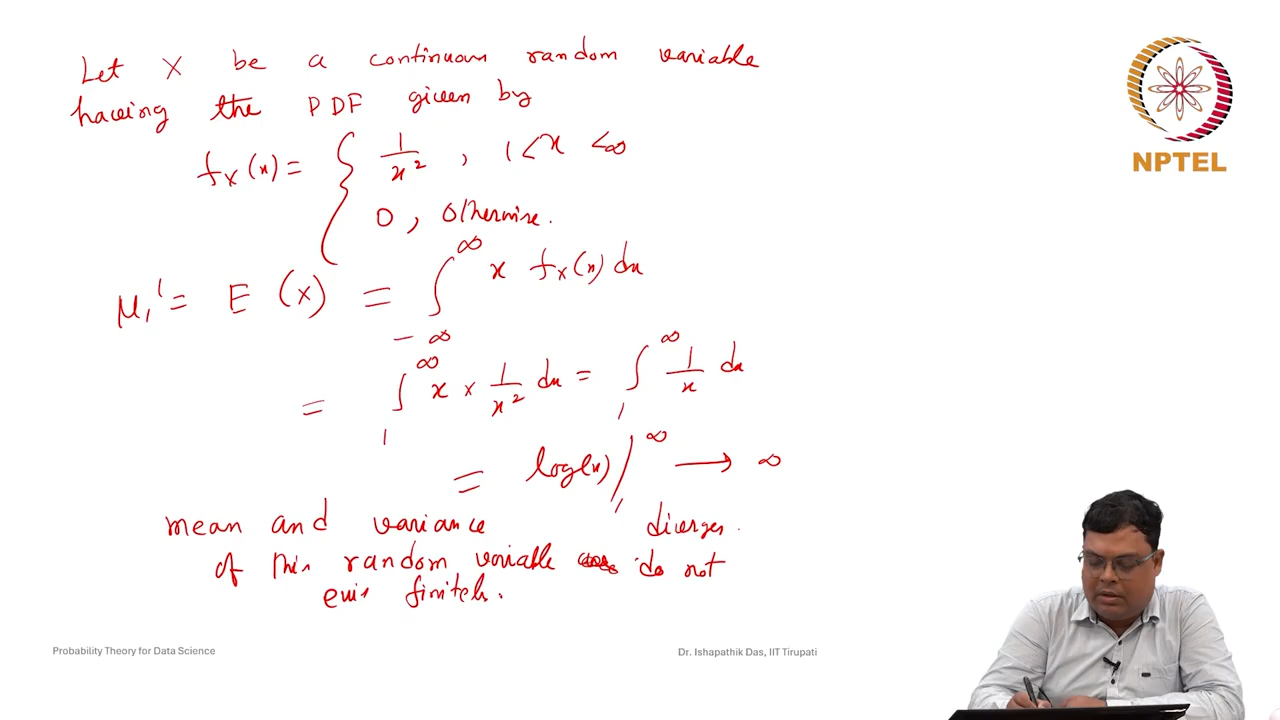 Let X be a continuous random variable
having the PDF given by
f_X(x) = { 1/x² , 1 < x < ∞
0 , otherwise.
μ₁′ = E (X) = ∫_{-∞}^{∞} x f_X(x) dx
= ∫_1^∞ x × 1/x² dx = ∫_1^∞ 1/x dx
= log(x) |_1^∞ → ∞
diverges.
mean and variance
of this random variable do not
exis finitely.
NPTEL
Probability Theory for Data Science
Dr. Ishapathik Das, IIT Tirupati